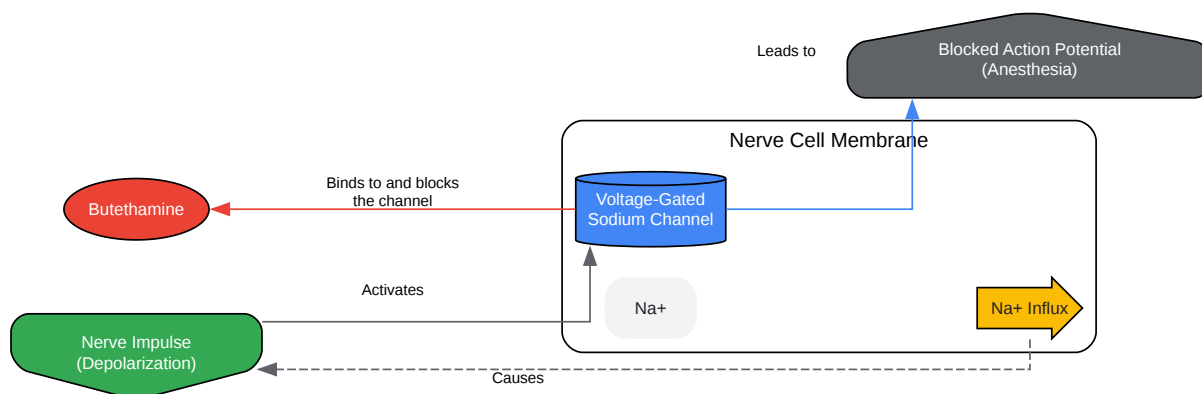 Leads to
Blocked Action Potential
(Anesthesia)
Nerve Cell Membrane
Butethamine
Binds to and blocks
the channel
Voltage-Gated
Sodium Channel
Activates
Na+
Na+ Influx
Nerve Impulse
(Depolarization)
Causes